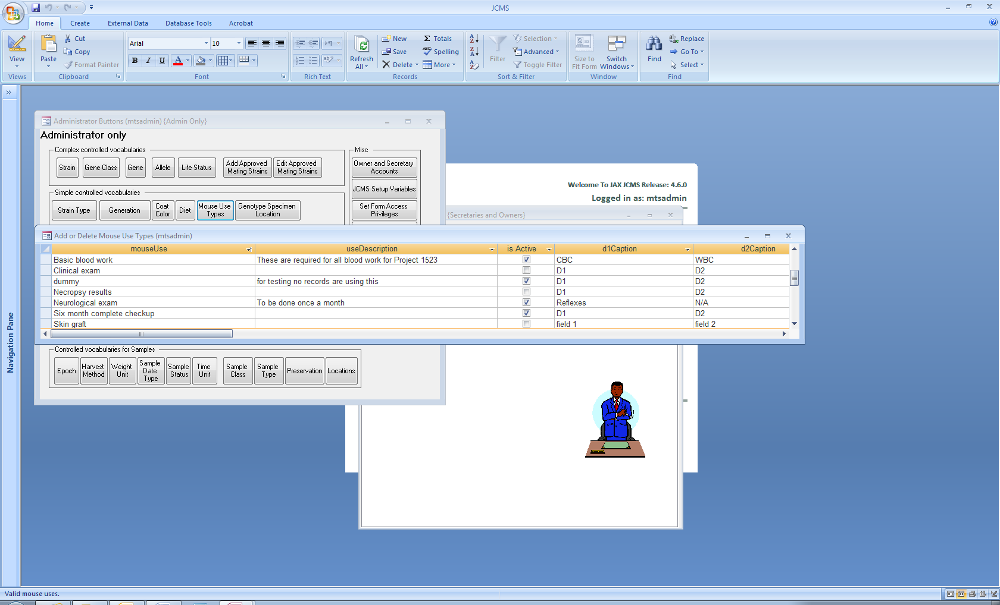 JCMS
Home Create External Data Database Tools Acrobat
View
Views
Paste
Cut
Copy
Format Painter
Clipboard
Arial 10
B I U A
Font
Rich Text
Refresh All
New
Save
Delete
Σ Totals
Spelling
More
Records
Filter
Selection
Advanced
Toggle Filter
Sort & Filter
Size to Fit Form
Switch Windows
Window
Find
Replace
Go To
Select
Find
Navigation Pane
Administrator Buttons (mtsadmin) {Admin Only}
Administrator only
Complex controlled vocabularies
Strain Gene Class Gene Allele Life Status Add Approved Mating Strains Edit Approved Mating Strains
Simple controlled vocabularies
Strain Type Generation Coat Color Diet Mouse Use Types Genotype Specimen Location
Misc
Owner and Secretary Accounts
JCMS Setup Variables
Set Form Access Privileges
Welcome To JAX JCMS Release: 4.6.0
Logged in as: mtsadmin
{Secretaries and Owners}
Add or Delete Mouse Use Types (mtsadmin)
mouseUse useDescription is Active d1Caption d2Caption
Basic blood work These are required for all blood work for Project 1523 CBC WBC
Clinical exam D1 D2
dummy for testing no records are using this D1 D2
Necropsy results D1 D2
Neurological exam To be done once a month Reflexes N/A
Six month complete checkup D1 D2
Skin graft field 1 field 2
Controlled vocabularies for Samples
Epoch Harvest Method Weight Unit Sample Date Type Sample Status Time Unit Sample Class Sample Type Preservation Locations
Valid mouse uses.